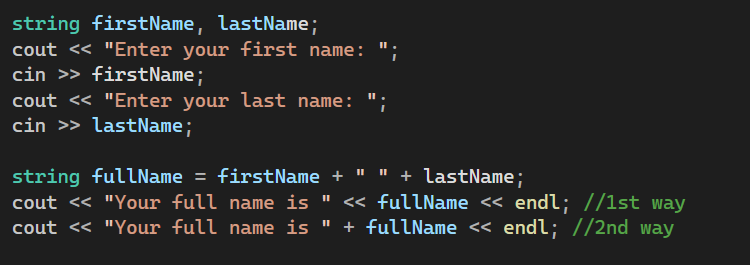 string firstName, lastName;
cout << "Enter your first name: ";
cin >> firstName;
cout << "Enter your last name: ";
cin >> lastName;
string fullName = firstName + " " + lastName;
cout << "Your full name is " << fullName << endl; //1st way
cout << "Your full name is " + fullName << endl; //2nd way